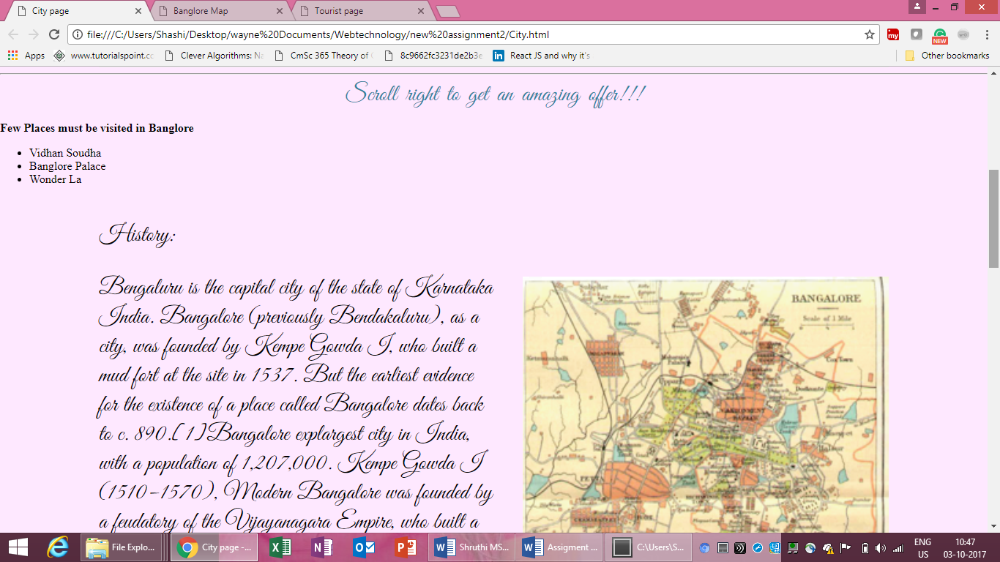 City page
Banglore Map
Tourist page
file:///C:/Users/Shashi/Desktop/wayne%20Documents/Webtechnology/new%20assignment2/City.html
my
NEW
Apps
www.tutorialspoint.co
Clever Algorithms: Na
CmSc 365 Theory of
8c9662fc3231de2b3e
React JS and why it's
Other bookmarks
Scroll right to get an amazing offer!!!
Few Places must be visited in Banglore
Vidhan Soudha
Banglore Palace
Wonder La
History:
Bengaluru is the capital city of the state of Karnataka
India. Bangalore (previously Bendakaluru), as a
city, was founded by Kempe Gowda I, who built a
mud fort at the site in 1537. But the earliest evidence
for the existence of a place called Bangalore dates back
to c. 890.[1]Bangalore explargest city in India,
with a population of 1,207,000. Kempe Gowda I
(1510–1570), Modern Bangalore was founded by
a feudatory of the Vijayanagara Empire, who built a
BANGALORE
Scale of 1 Mile
File Explo...
City page -...
Shruthi MS...
Assigment ...
C:\Users\S...
ENG
US
10:47
03-10-2017